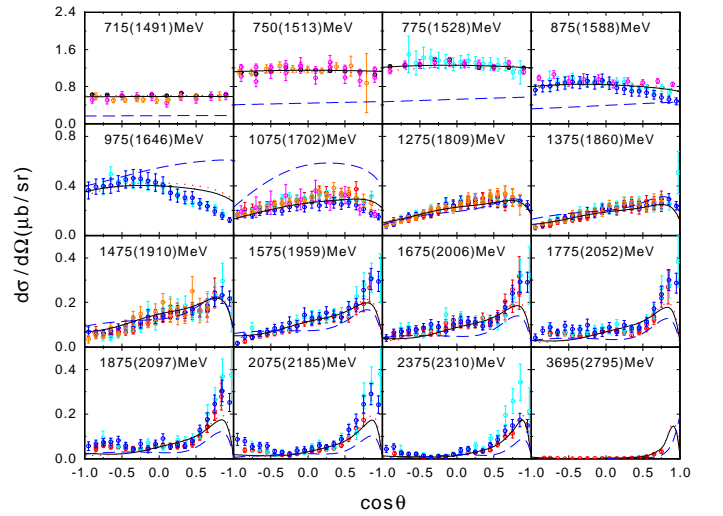 2.4 715(1491)MeV 750(1513)MeV 775(1528)MeV 875(1588)MeV
1.6
0.8
0.0
0.8 975(1646)MeV 1075(1702)MeV 1275(1809)MeV 1375(1860)MeV
0.4
0.0
dσ/dΩ(μb/sr)
0.4 1475(1910)MeV 1575(1959)MeV 1675(2006)MeV 1775(2052)MeV
0.2
0.0
0.4 1875(2097)MeV 2075(2185)MeV 2375(2310)MeV 3695(2795)MeV
0.2
0.0
-1.0 -0.5 0.0 0.5 -1.0 -0.5 0.0 0.5 -1.0 -0.5 0.0 0.5 -1.0 -0.5 0.0 0.5 1.0
cosθ